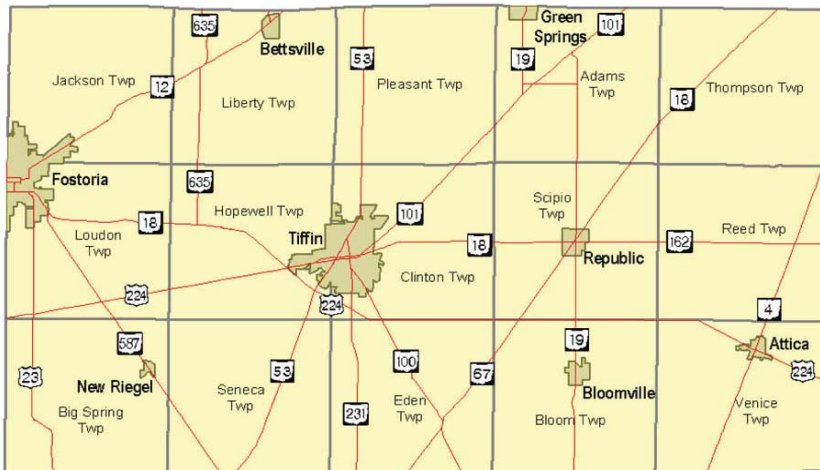 635
Bettsville
53
Green
Springs
101
19
Jackson Twp
12
Liberty Twp
Pleasant Twp
Adams
Twp
18
Thompson Twp
Fostoria
635
Hopewell Twp
101
Scipio
Twp
Loudon
Twp
18
Tiffin
18
Republic
162
Reed Twp
Clinton Twp
224
224
4
587
19
Attica
23
New Riegel
53
100
67
224
Seneca
Twp
Bloomville
Big Spring
Twp
231
Eden
Twp
Bloom Twp
Venice
Twp